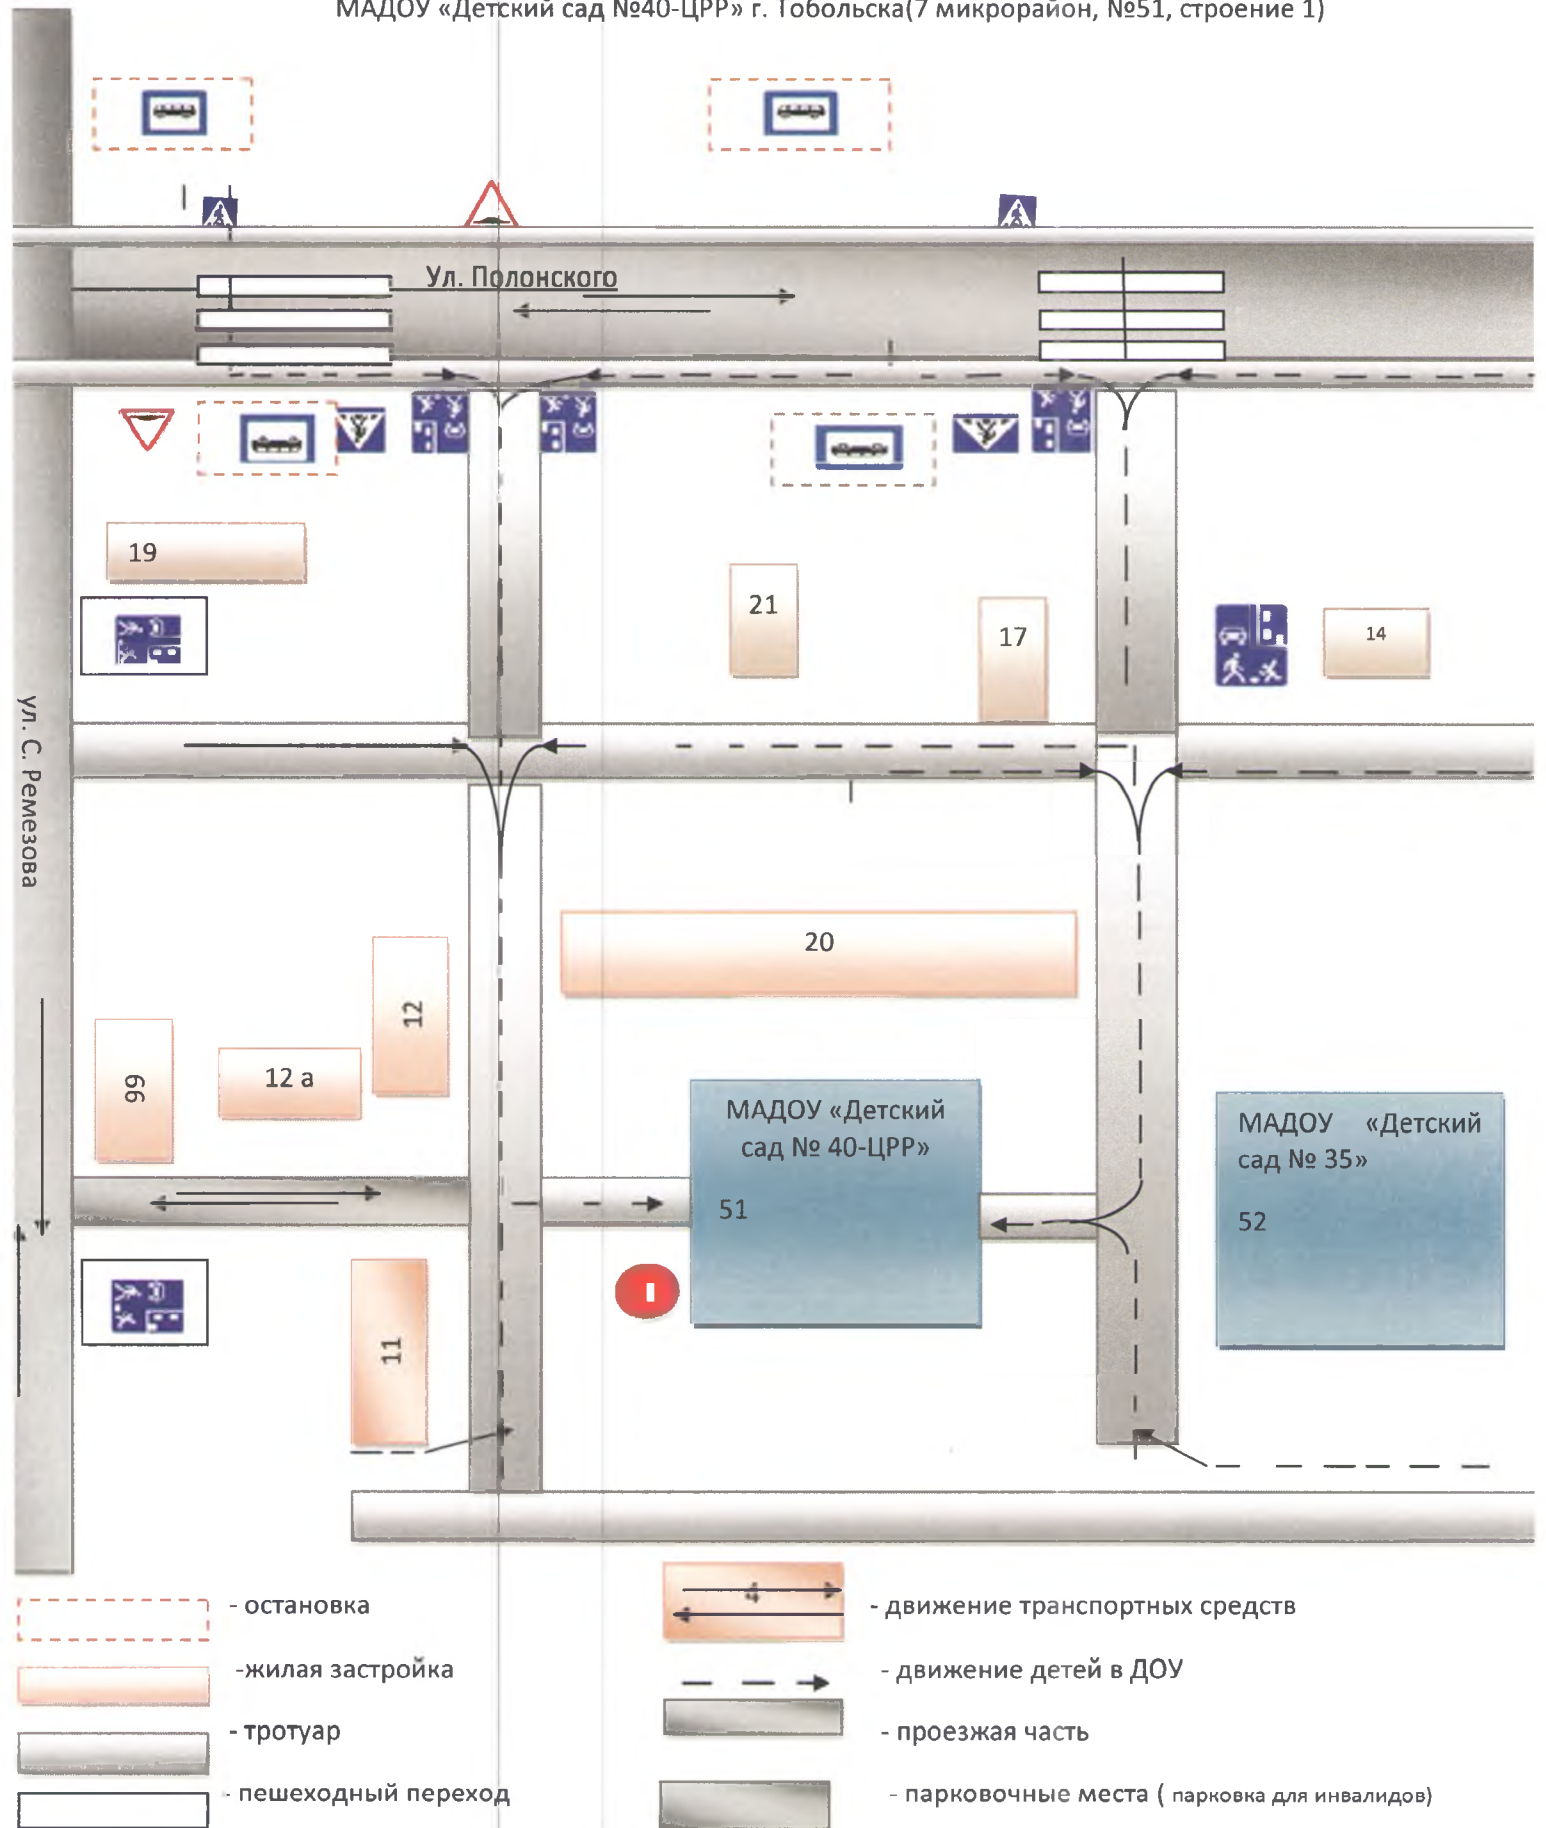 МАДОУ «Детский сад №40-ЦРР» г. Тобольска(7 микрорайон, №51, строение 1)
Ул. Полонского
19
21
17
14
ул. С. Ремезова
20
12
99
12 а
МАДОУ «Детский
сад № 40-ЦРР»
51
МАДОУ «Детский
сад № 35»
52
11
- остановка
4
- движение транспортных средств
-жилая застройка
- движение детей в ДОУ
- тротуар
- проезжая часть
- пешеходный переход
- парковочные места ( парковка для инвалидов)